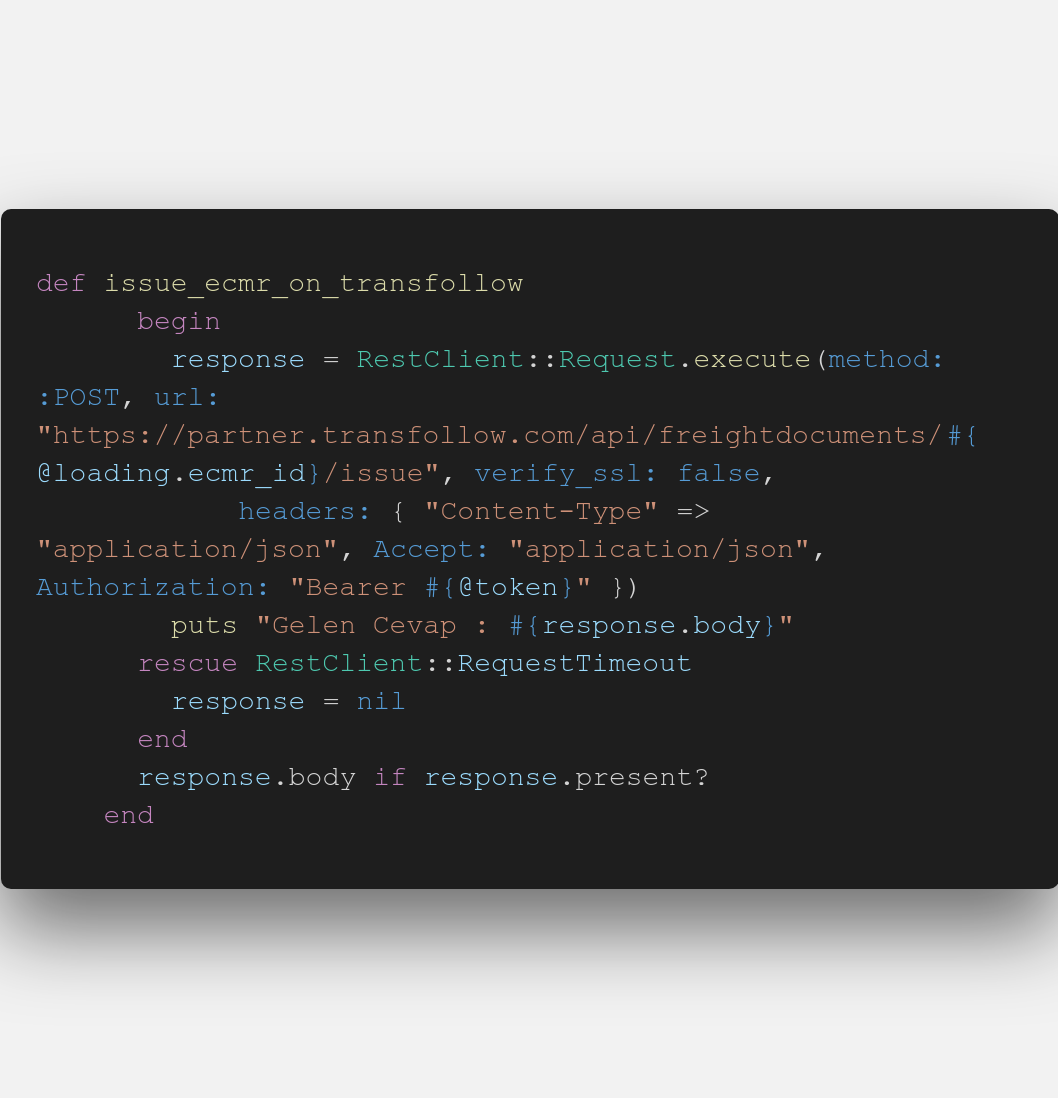 def issue_ecmr_on_transfollow
      begin
        response = RestClient::Request.execute(method:
:POST, url:
"https://partner.transfollow.com/api/freightdocuments/#{
@loading.ecmr_id}/issue", verify_ssl: false,
            headers: { "Content-Type" =>
"application/json", Accept: "application/json",
Authorization: "Bearer #{@token}" })
        puts "Gelen Cevap : #{response.body}"
      rescue RestClient::RequestTimeout
        response = nil
      end
      response.body if response.present?
    end